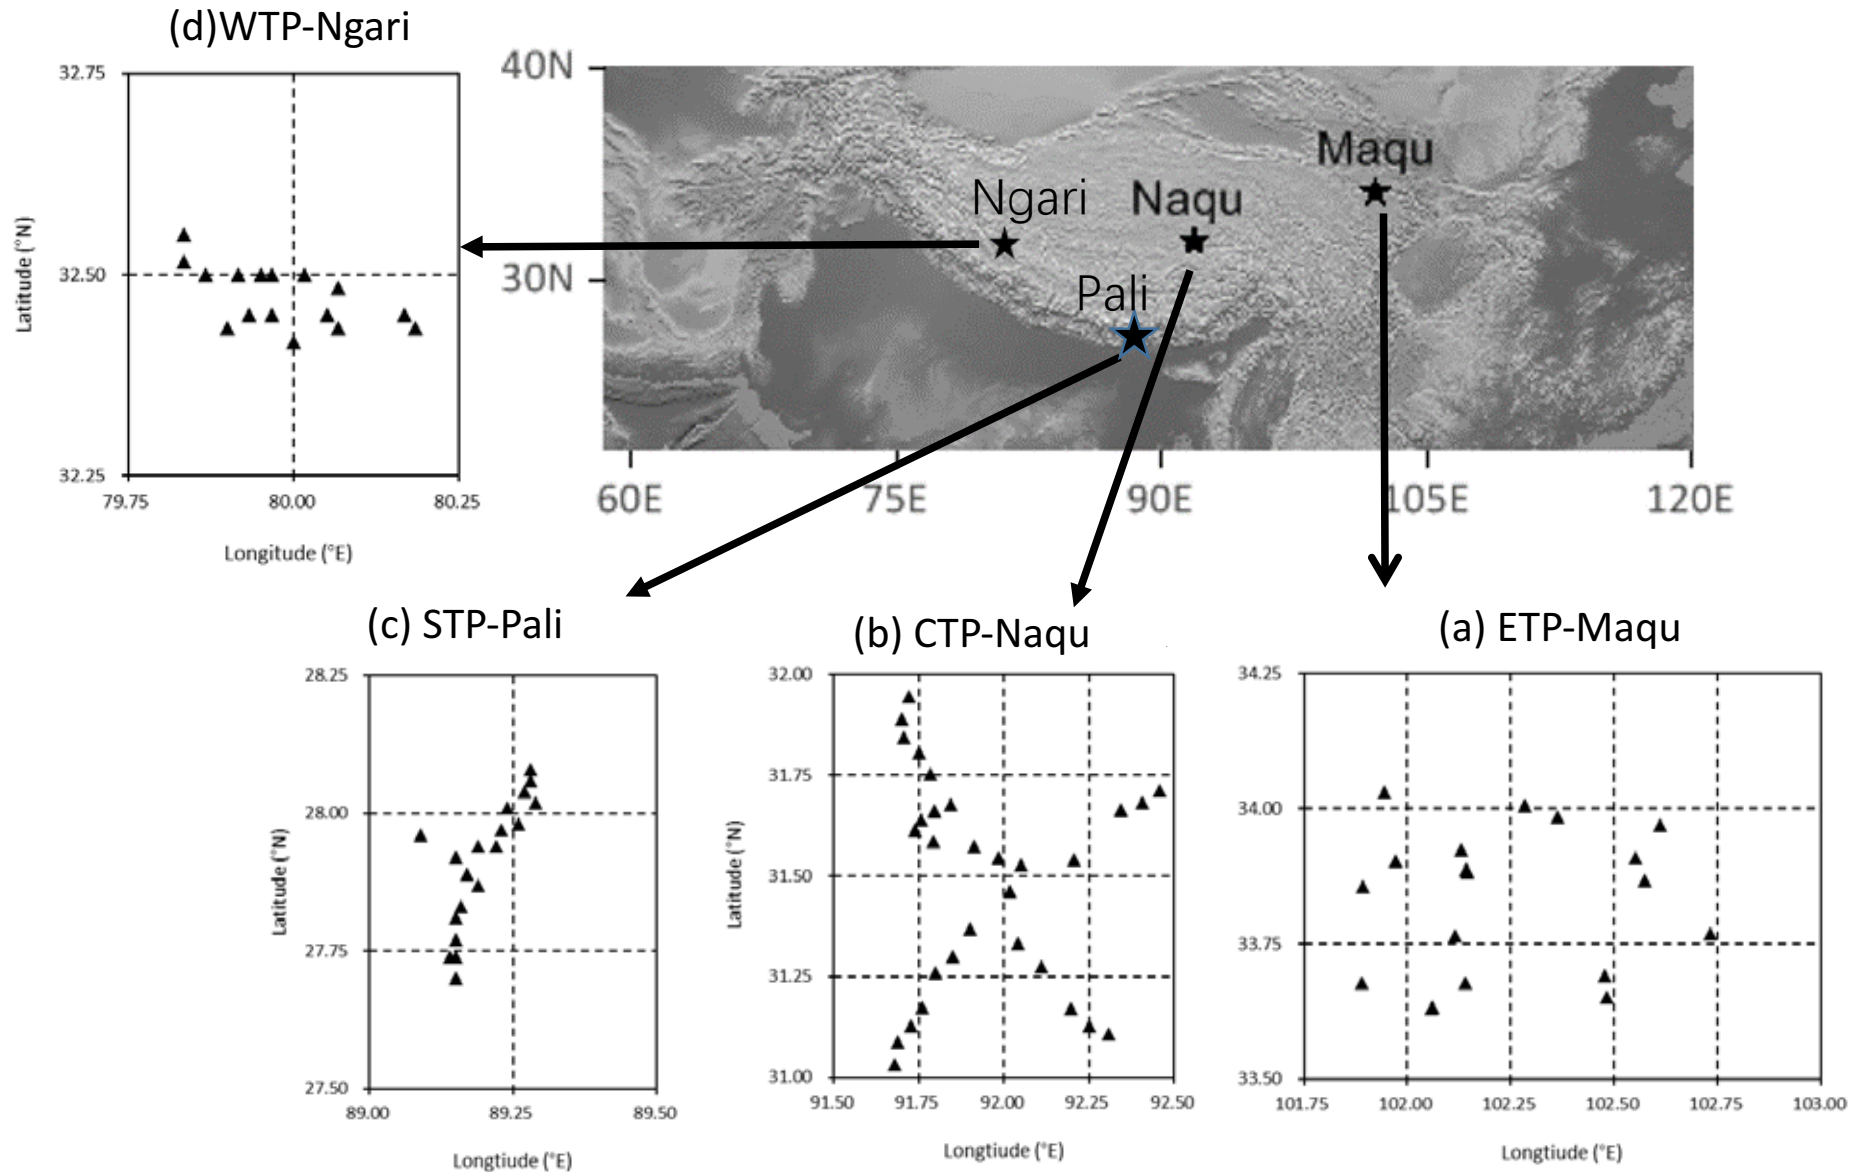 (d)WTP-Ngari
32.75
32.50
32.25
79.75 80.00 80.25
Latitude (°N)
Longitude (°E)
40N
30N
60E 75E 90E 105E 120E
Maqu
Ngari
Naqu
Pali
(c) STP-Pali
28.25
28.00
27.75
27.50
89.00 89.25 89.50
Latitude (°N)
Longtiude (°E)
(b) CTP-Naqu
32.00
31.75
31.50
31.25
31.00
91.50 91.75 92.00 92.25 92.50
Latitude (°N)
Longtiude (°E)
(a) ETP-Maqu
34.25
34.00
33.75
33.50
101.75 102.00 102.25 102.50 102.75 103.00
Longtiude (°E)